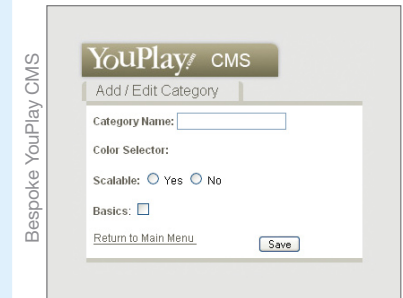 Bespoke YouPlay CMS
YouPlay.com CMS
Add / Edit Category
Category Name:
Color Selector:
Scalable: Yes No
Basics:
Return to Main Menu
Save